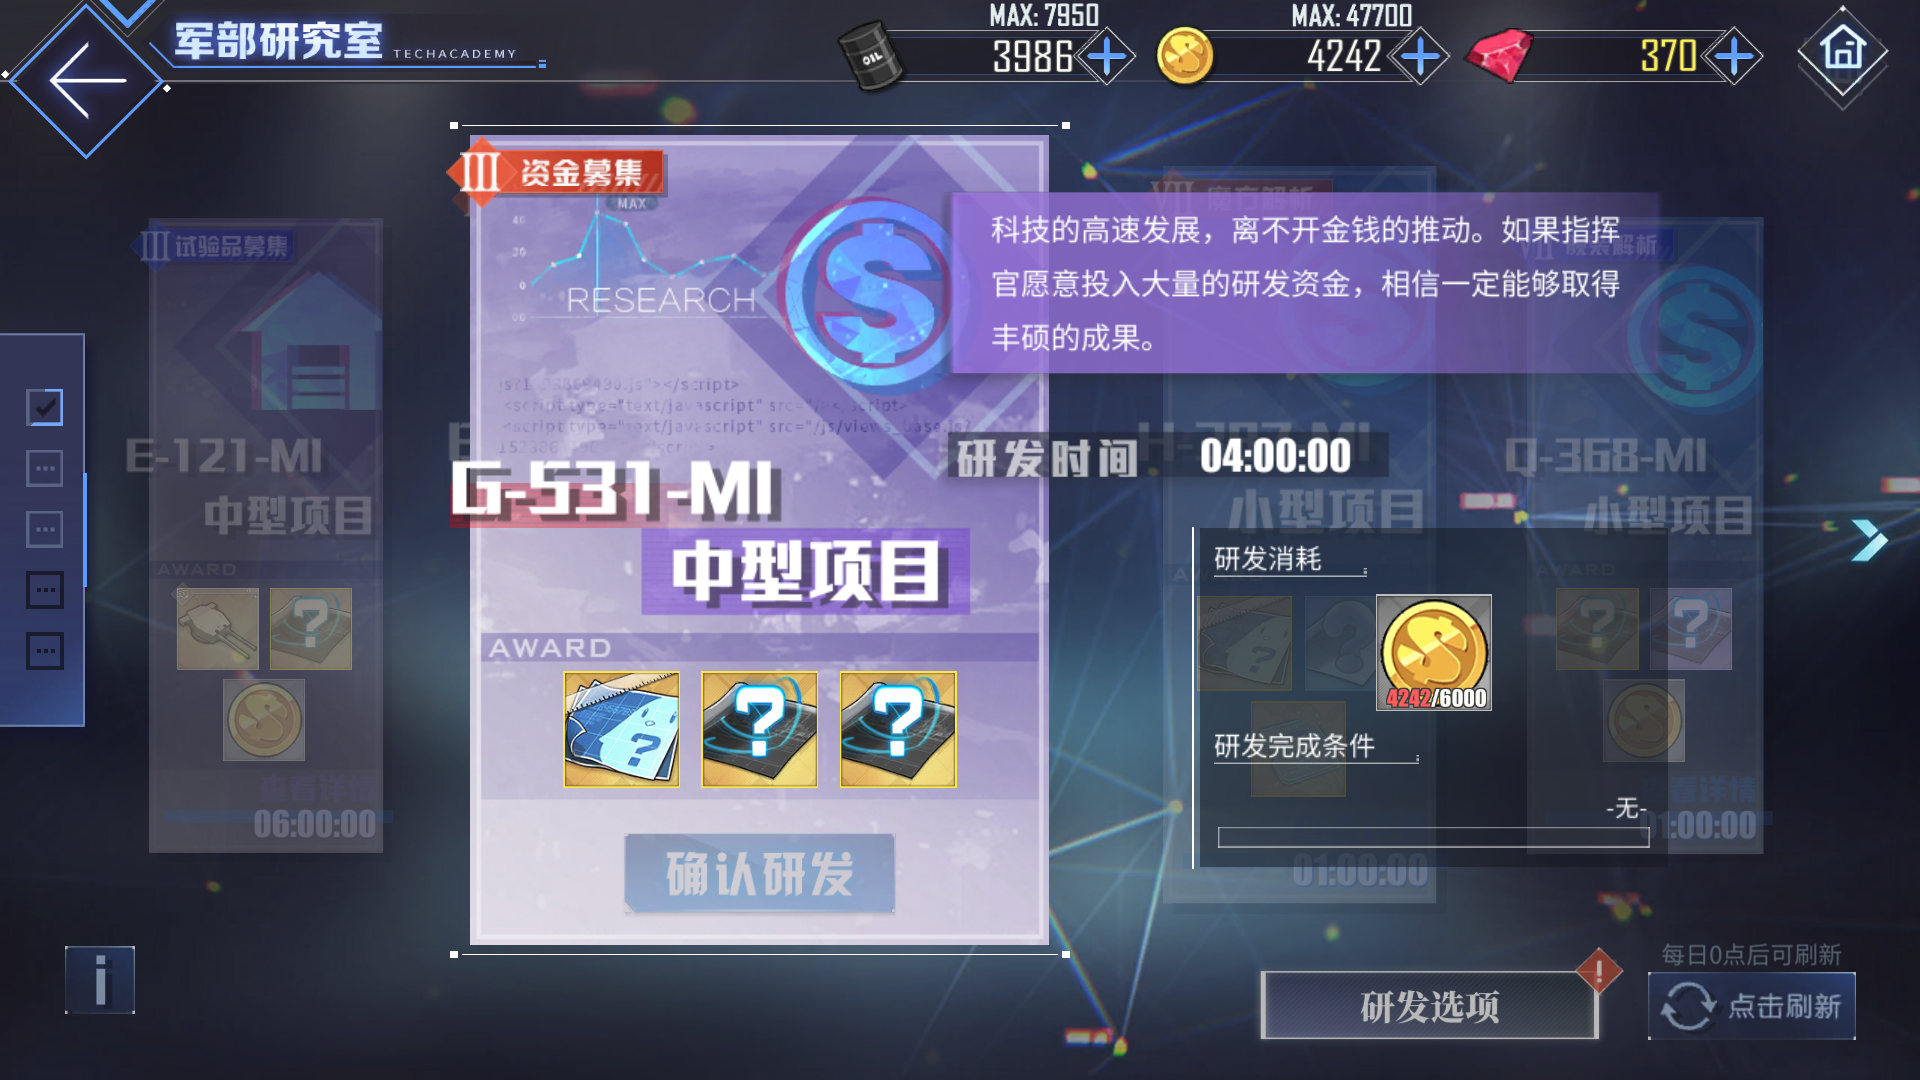 军部研究室 TECHACADEMY
MAX: 7950
3986
MAX: 47700
4242
370
OIL
III 资金募集
MAX
RESEARCH
G-531-MI
中型项目
AWARD
确认研发
科技的高速发展，离不开金钱的推动。如果指挥
官愿意投入大量的研发资金，相信一定能够取得
丰硕的成果。
研发时间 04:00:00
研发消耗
4242/6000
研发完成条件
-无-
III 试验品募集
E-121-MI
中型项目
AWARD
查看详情
06:00:00
小型项目
01:00:00
Q-368-MI
小型项目
01:00:00
研发选项
每日0点后可刷新
点击刷新